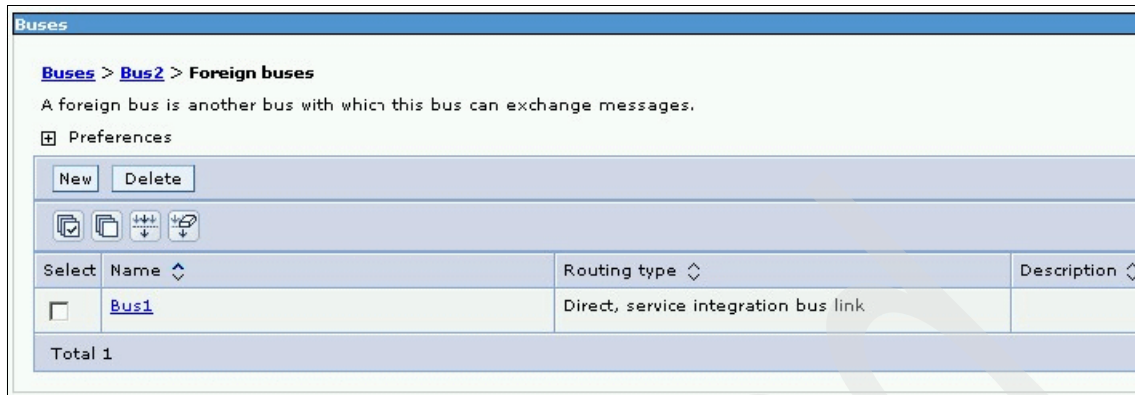 Buses
Buses > Bus2 > Foreign buses
A foreign bus is another bus with which this bus can exchange messages.
Preferences
New Delete
Select Name Routing type Description
Bus1 Direct, service integration bus link
Total 1